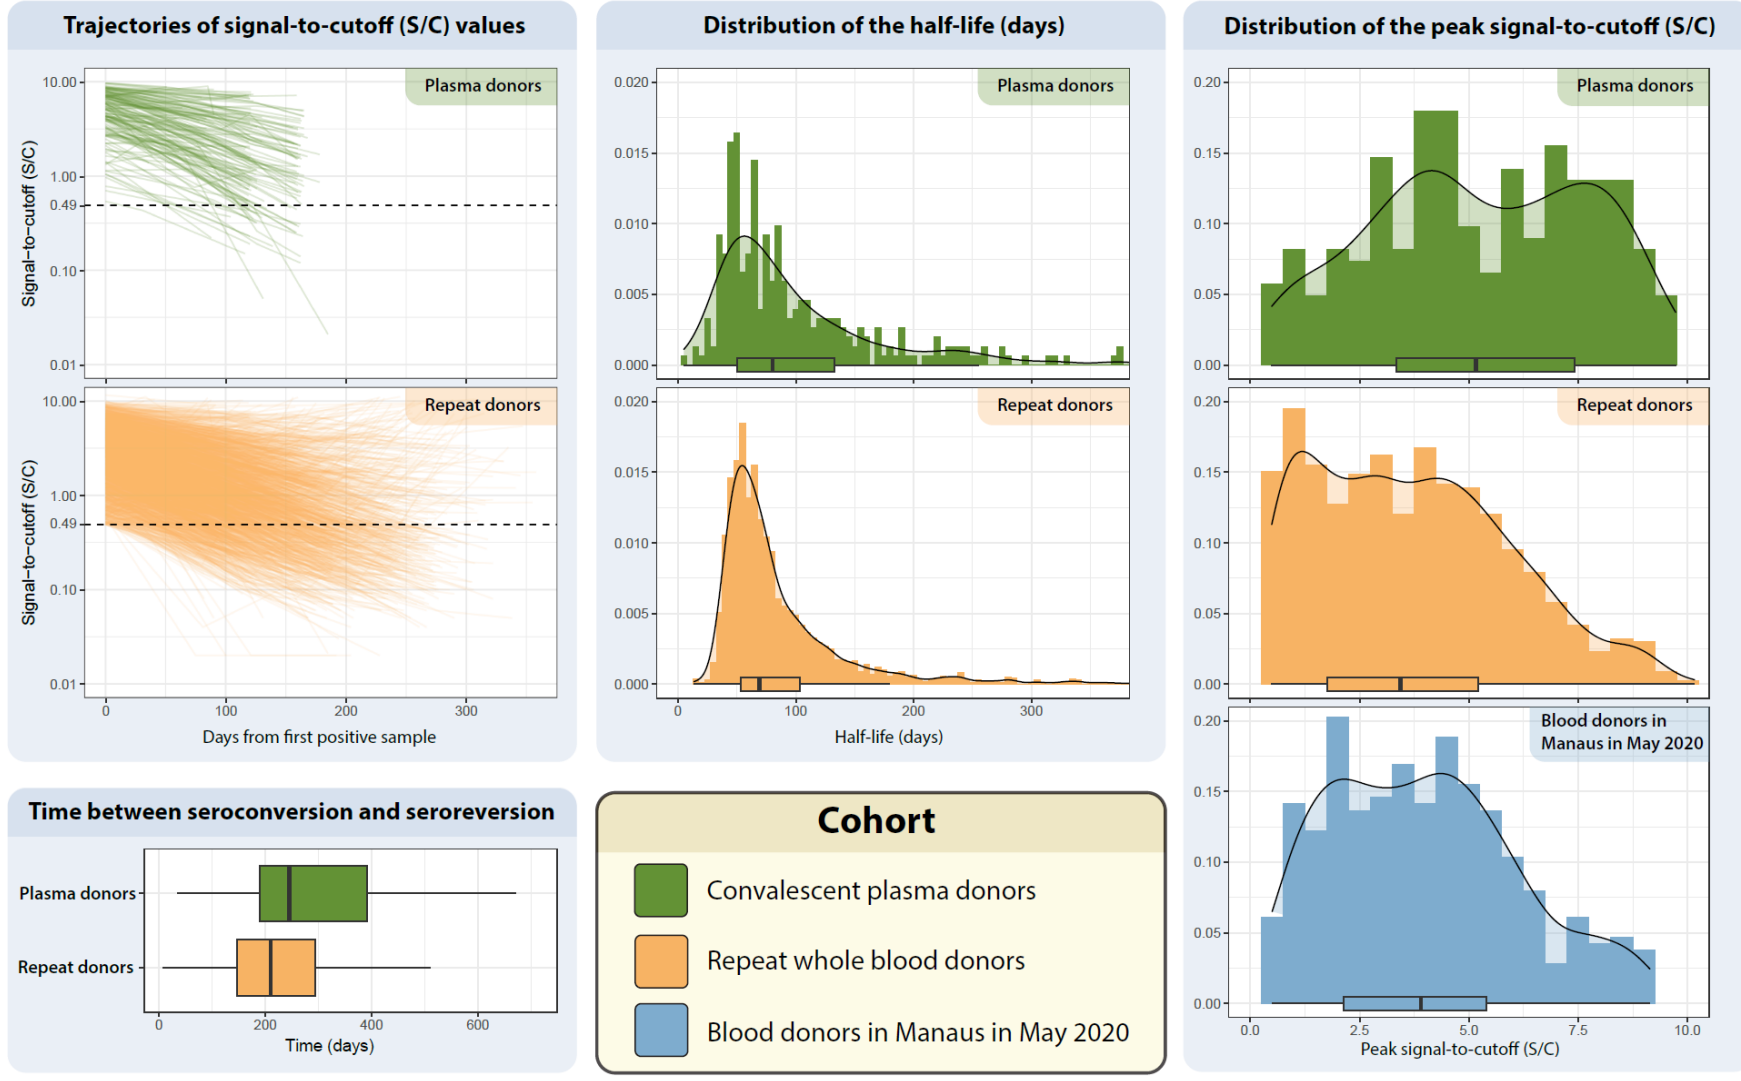 Trajectories of signal-to-cutoff (S/C) values
Plasma donors
10.00
1.00
0.49
0.10
0.01
Signal−to−cutoff (S/C)
Repeat donors
10.00
1.00
0.49
0.10
0.01
Signal−to−cutoff (S/C)
0 100 200 300
Days from first positive sample
Distribution of the half-life (days)
Plasma donors
0.020
0.015
0.010
0.005
0.000
Repeat donors
0.020
0.015
0.010
0.005
0.000
0 100 200 300
Half-life (days)
Distribution of the peak signal-to-cutoff (S/C)
Plasma donors
0.20
0.15
0.10
0.05
0.00
Repeat donors
0.20
0.15
0.10
0.05
0.00
Blood donors in
Manaus in May 2020
0.20
0.15
0.10
0.05
0.00
0.0 2.5 5.0 7.5 10.0
Peak signal-to-cutoff (S/C)
Time between seroconversion and seroreversion
Plasma donors
Repeat donors
0 200 400 600
Time (days)
Cohort
Convalescent plasma donors
Repeat whole blood donors
Blood donors in Manaus in May 2020